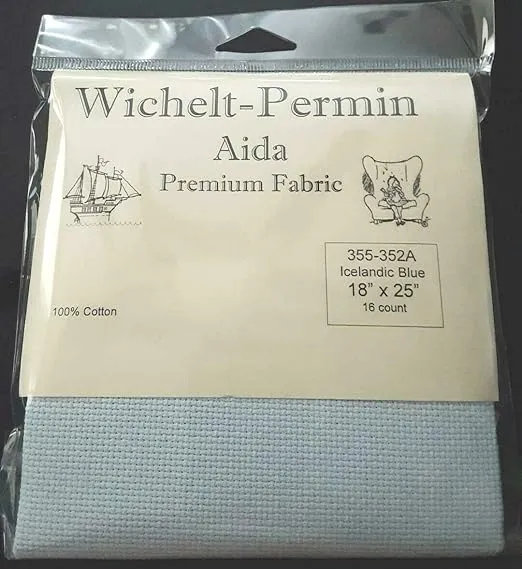 Wichelt-Permin
Aida
Premium Fabric
355-352A
Icelandic Blue
18" x 25"
16 count
100% Cotton